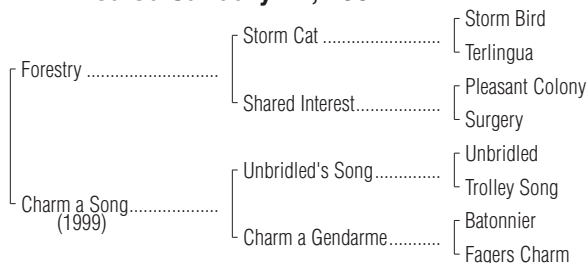 Storm Bird
Storm Cat ........................
Terlingua
Forestry ...............................
Pleasant Colony
Shared Interest...................
Surgery
Unbridled
Unbridled's Song...............
Trolley Song
Charm a Song.....................
(1999)
Batonnier
Charm a Gendarme............
Fagers Charm